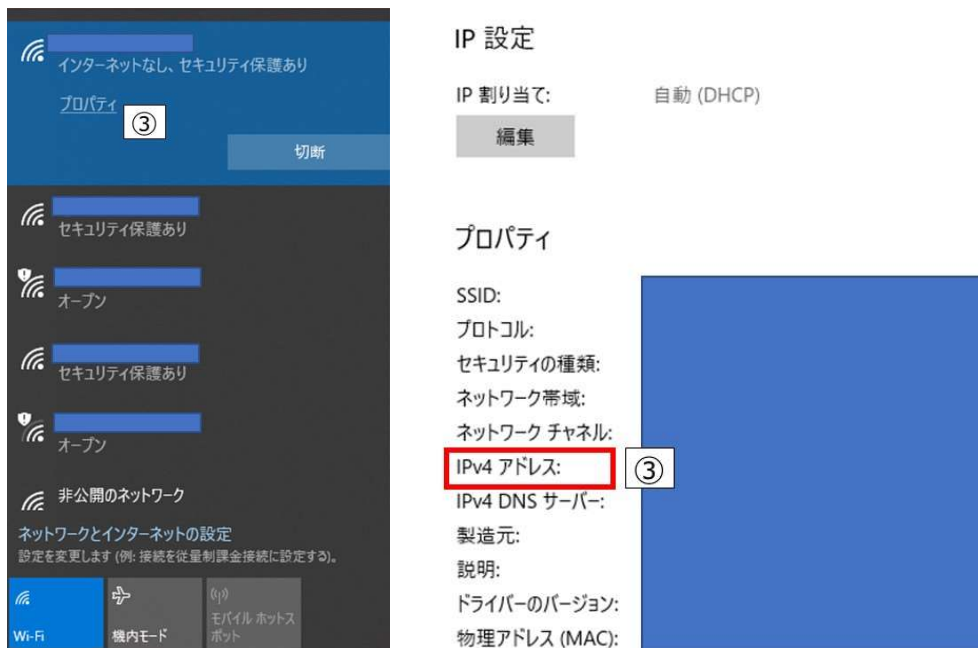 インターネットなし、セキュリティ保護あり
プロパティ
③
切断
セキュリティ保護あり
オープン
セキュリティ保護あり
オープン
非公開のネットワーク
ネットワークとインターネットの設定
設定を変更します (例: 接続を従量制課金接続に設定する)。
Wi-Fi
機内モード
モバイル ホットス
ポット
IP 設定
IP 割り当て: 自動 (DHCP)
編集
プロパティ
SSID:
プロトコル:
セキュリティの種類:
ネットワーク帯域:
ネットワーク チャネル:
IPv4 アドレス: ③
IPv4 DNS サーバー:
製造元:
説明:
ドライバーのバージョン:
物理アドレス (MAC):